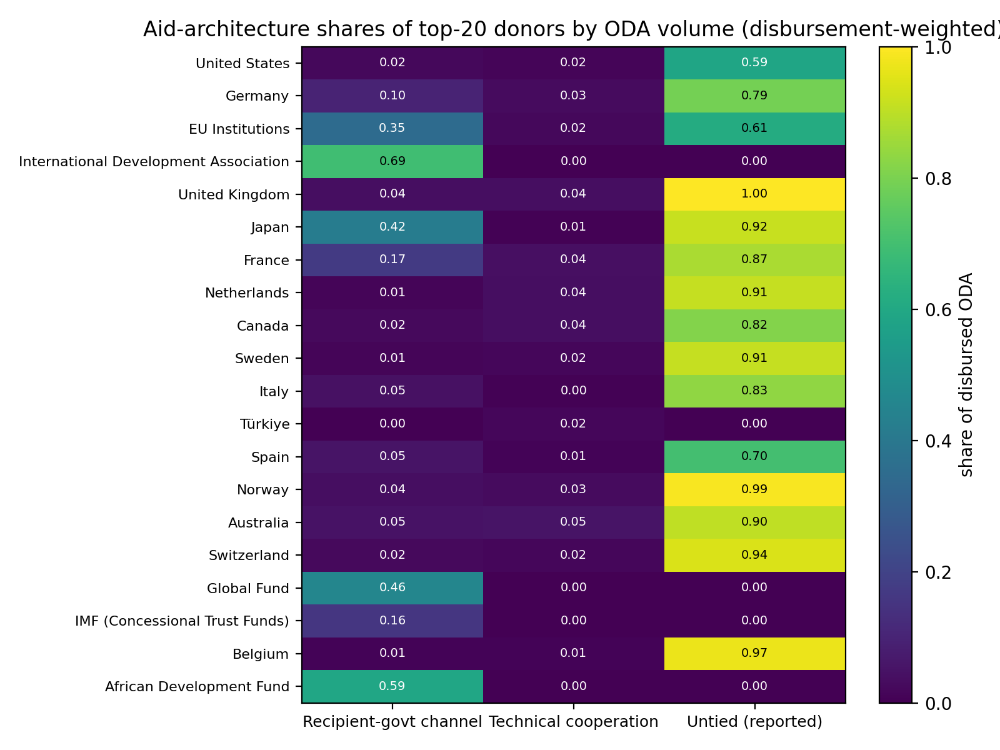 Aid-architecture shares of top-20 donors by ODA volume (disbursement-weighted)
United States 0.02 0.02 0.59
Germany 0.10 0.03 0.79
EU Institutions 0.35 0.02 0.61
International Development Association 0.69 0.00 0.00
United Kingdom 0.04 0.04 1.00
Japan 0.42 0.01 0.92
France 0.17 0.04 0.87
Netherlands 0.01 0.04 0.91
Canada 0.02 0.04 0.82
Sweden 0.01 0.02 0.91
Italy 0.05 0.00 0.83
Türkiye 0.00 0.02 0.00
Spain 0.05 0.01 0.70
Norway 0.04 0.03 0.99
Australia 0.05 0.05 0.90
Switzerland 0.02 0.02 0.94
Global Fund 0.46 0.00 0.00
IMF (Concessional Trust Funds) 0.16 0.00 0.00
Belgium 0.01 0.01 0.97
African Development Fund 0.59 0.00 0.00
Recipient-govt channel Technical cooperation Untied (reported)
1.0
0.8
0.6
0.4
0.2
0.0
share of disbursed ODA